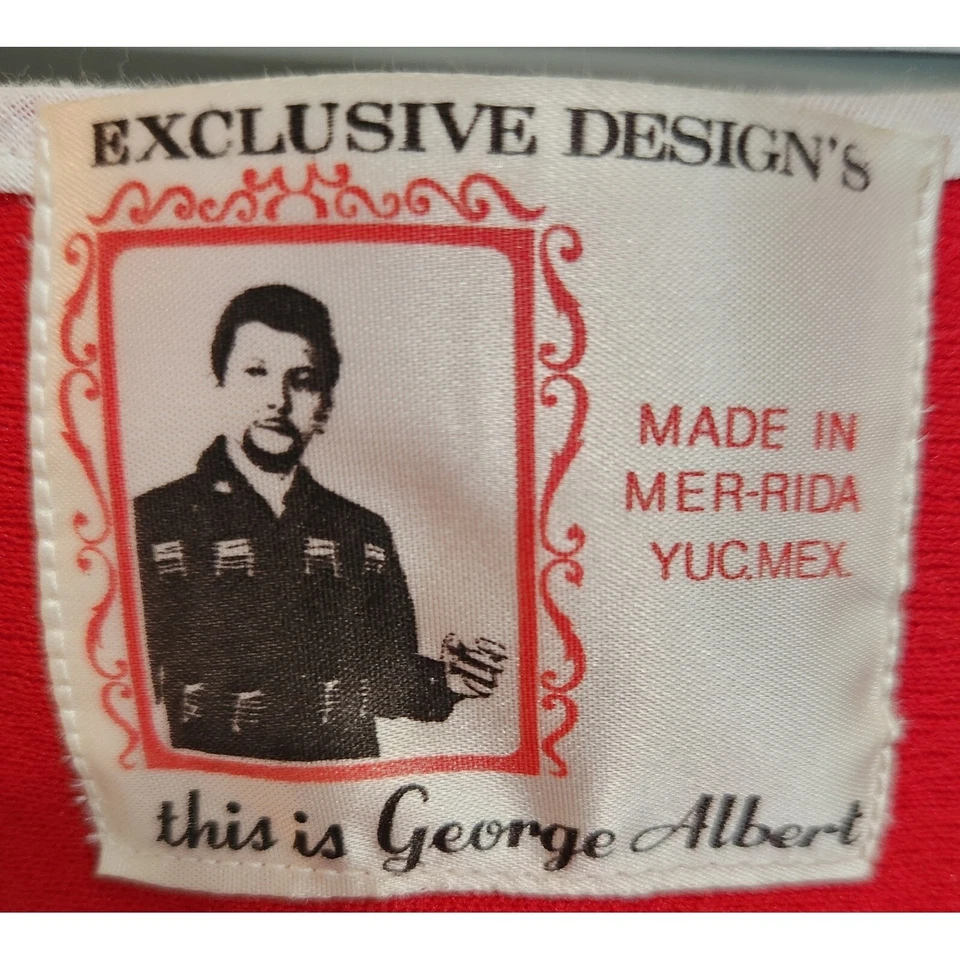 EXCLUSIVE DESIGN'S
MADE IN
MER-RIDA
YUC.MEX.
this is George Albert